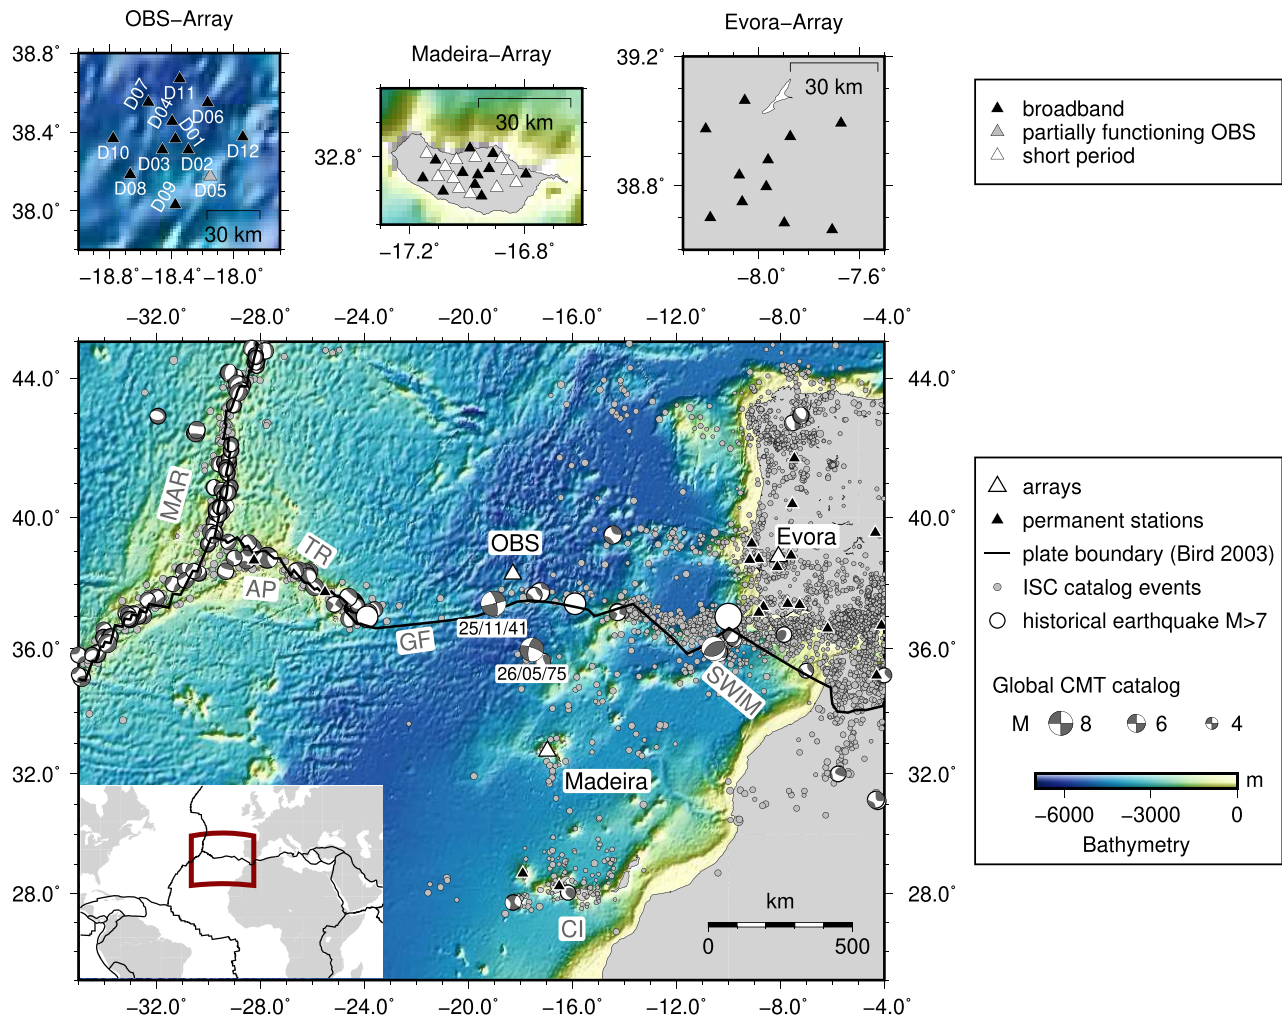 OBS−Array
Madeira−Array
Evora−Array
38.8˚
38.4˚
38.0˚
D07
D11
D04
D06
D01
D10
D03
D02
D12
D08
D09
D05
30 km
−18.8˚
−18.4˚
−18.0˚
32.8˚
30 km
−17.2˚
−16.8˚
39.2˚
38.8˚
30 km
−8.0˚
−7.6˚
broadband
partially functioning OBS
short period
−32.0˚
−28.0˚
−24.0˚
−20.0˚
−16.0˚
−12.0˚
−8.0˚
−4.0˚
44.0˚
44.0˚
MAR
40.0˚
40.0˚
TR
OBS
Evora
AP
GF
25/11/41
36.0˚
36.0˚
26/05/75
SWIM
32.0˚
32.0˚
Madeira
28.0˚
28.0˚
CI
km
0
500
−32.0˚
−28.0˚
−24.0˚
−20.0˚
−16.0˚
−12.0˚
−8.0˚
−4.0˚
arrays
permanent stations
plate boundary (Bird 2003)
ISC catalog events
historical earthquake M>7
Global CMT catalog
M 8 6 4
m
−6000 −3000 0
Bathymetry